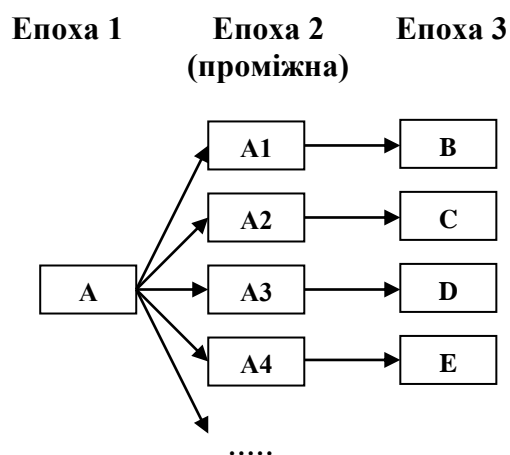 Епоха 1 Епоха 2 Епоха 3
(проміжна)
A1 B
A2 C
A A3 D
A4 E
.....